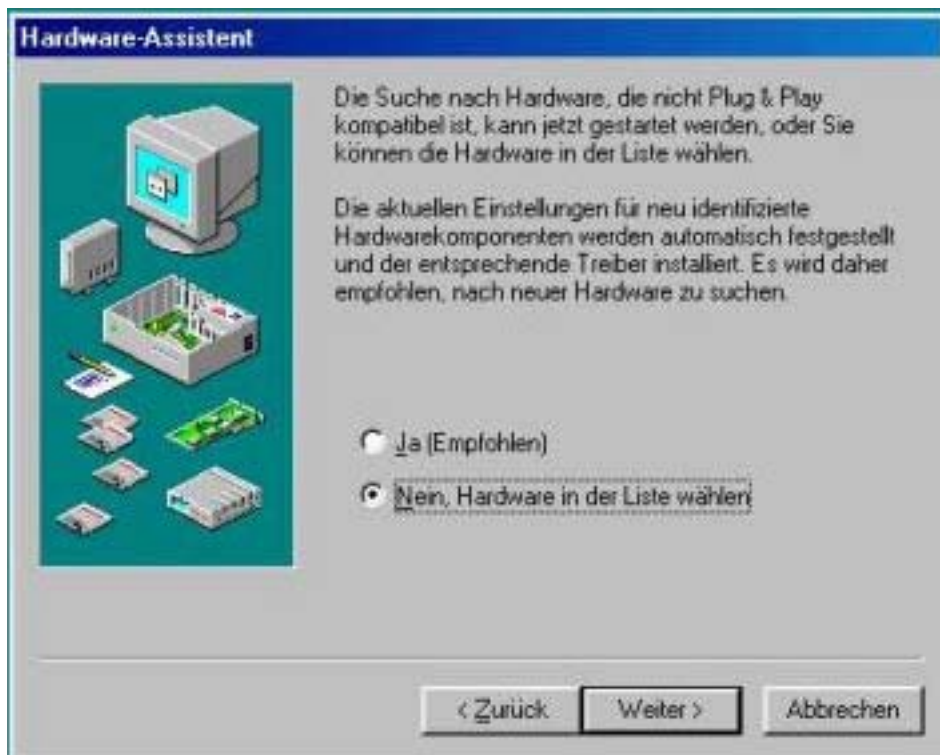 Hardware-Assistent
Die Suche nach Hardware, die nicht Plug & Play
kompatibel ist, kann jetzt gestartet werden, oder Sie
können die Hardware in der Liste wählen.
Die aktuellen Einstellungen für neu identifizierte
Hardwarekomponenten werden automatisch festgestellt
und der entsprechende Treiber installiert. Es wird daher
empfohlen, nach neuer Hardware zu suchen.
Ja (Empfohlen)
Nein, Hardware in der Liste wählen
< Zurück
Weiter >
Abbrechen